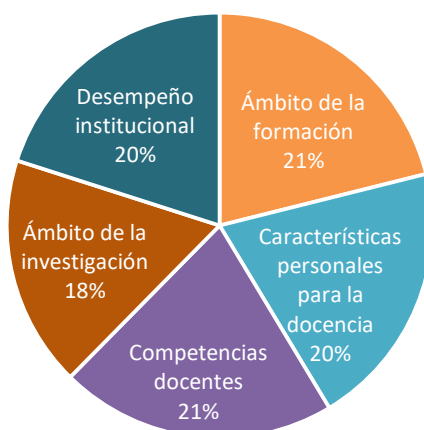 Desempeño
institucional
20%
Ámbito de la
formación
21%
Características
personales
para la
docencia
20%
Competencias
docentes
21%
Ámbito de la
investigación
18%